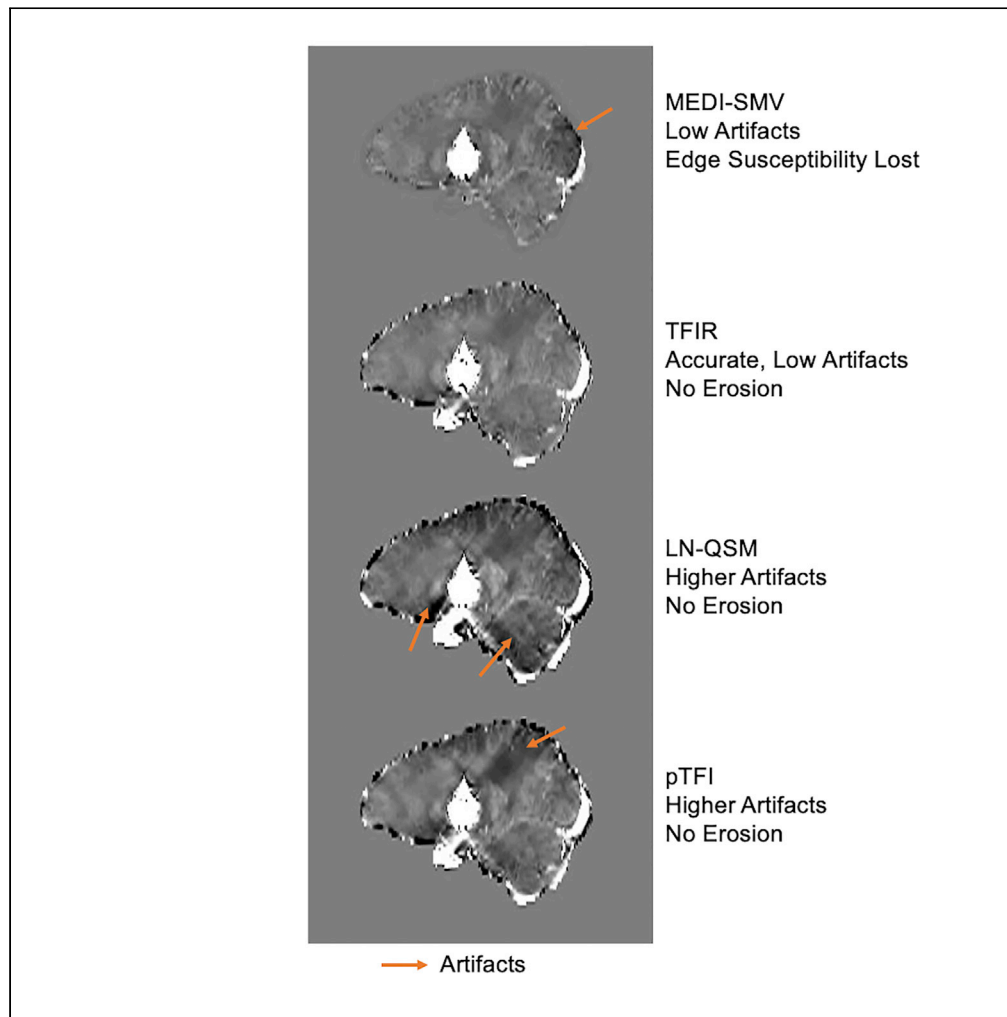 MEDI-SMV
Low Artifacts
Edge Susceptibility Lost
TFIR
Accurate, Low Artifacts
No Erosion
LN-QSM
Higher Artifacts
No Erosion
pTFI
Higher Artifacts
No Erosion
Artifacts